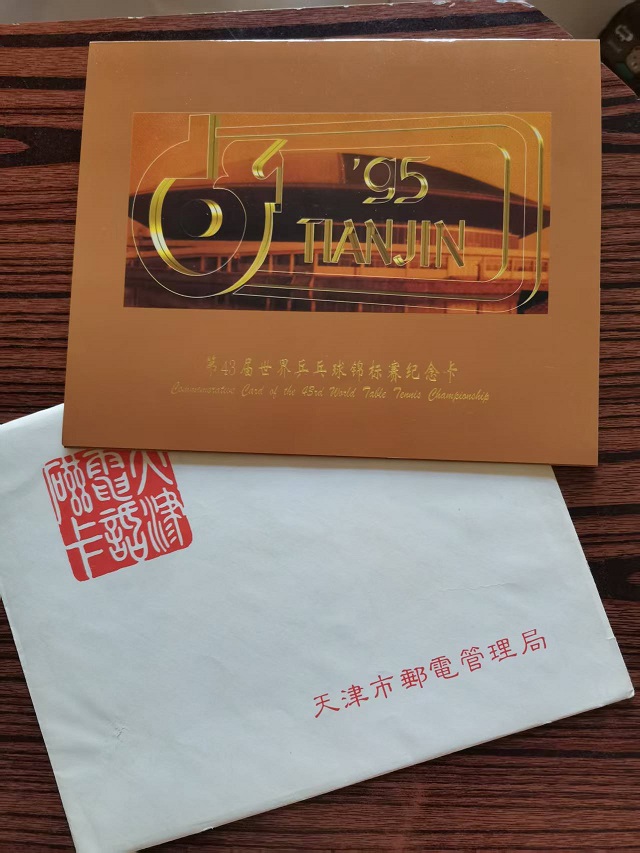 '95
TIANJIN
第43届世界乒乓球锦标赛纪念卡
Commemorative Card of the 43rd World Table Tennis Championship
天津
電話
磁卡
天津市郵電管理局